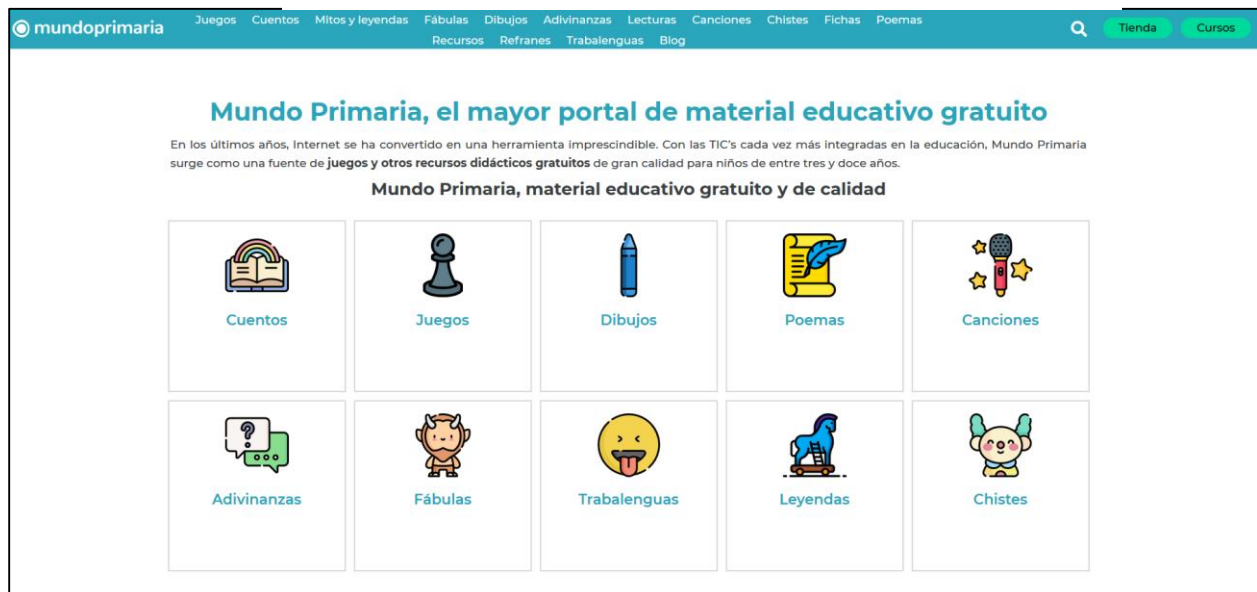 mundoprimaria
Juegos Cuentos Mitos y leyendas Fábulas Dibujos Adivinanzas Lecturas Canciones Chistes Fichas Poemas
Recursos Refranes Trabalenguas Blog
Tienda Cursos
Mundo Primaria, el mayor portal de material educativo gratuito
En los últimos años, Internet se ha convertido en una herramienta imprescindible. Con las TIC's cada vez más integradas en la educación, Mundo Primaria
surge como una fuente de juegos y otros recursos didácticos gratuitos de gran calidad para niños de entre tres y doce años.
Mundo Primaria, material educativo gratuito y de calidad
Cuentos Juegos Dibujos Poemas Canciones
Adivinanzas Fábulas Trabalenguas Leyendas Chistes